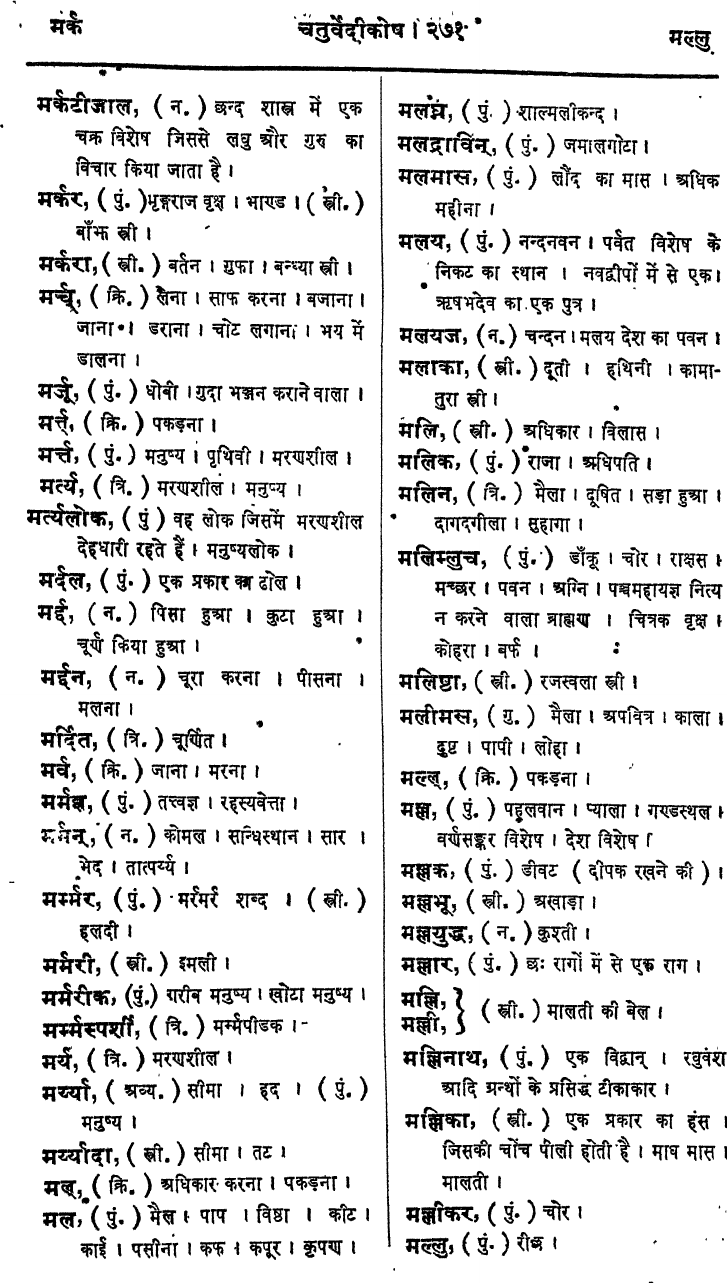 मर्क
चतुर्वेदीकोष । २७१
मल्लु
मर्कटीजाल, ( न. ) छन्द शास्त्र में एक
चक्र विशेष जिससे लघु और गुरु का
विचार किया जाता है ।
मर्कर, ( पुं. )भृङ्गराज वृक्ष । भाण्ड । ( स्त्री. )
बाँझ स्त्री ।
मर्करा, ( स्त्री. ) बर्तन । गुफा । बन्ध्या स्त्री ।
मर्च्, ( क्रि. ) लेना । साफ करना । बजाना ।
जाना । डराना । चोट लगाना । भय में
डालना ।
मर्जू, ( पुं. ) धोबी । गुदा भञ्जन कराने वाला ।
मर्त्त्, ( क्रि. ) पकड़ना ।
मर्त्त, ( पुं. ) मनुष्य । पृथिवी । मरणशील ।
मर्त्य, ( त्रि. ) मरणशील । मनुष्य ।
मर्त्यलोक, ( पुं ) वह लोक जिसमें मरणशील
देहधारी रहते हैं । मनुष्यलोक ।
मर्दल, ( पुं. ) एक प्रकार का ढोल ।
मर्द्द, ( न. ) पिसा हुआ । कुटा हुआ ।
चूर्ण किया हुआ ।
मर्द्दन, ( न. ) चूरा करना । पीसना ।
मलना ।
मर्दित, ( त्रि. ) चूर्णित ।
मर्व, ( क्रि. ) जाना । मरना ।
मर्मज्ञ, ( पुं. ) तत्त्वज्ञ । रहस्यवेत्ता ।
मर्मन्, ( न. ) कोमल । सन्धिस्थान । सार ।
भेद । तात्पर्य्य ।
मर्म्मर, ( पुं. ) मर्रमर्र शब्द । ( स्त्री. )
हलदी ।
मर्मरी, ( स्त्री. ) इमली ।
मर्मरीक, (पुं.) गरीब मनुष्य । खोटा मनुष्य ।
मर्म्मस्पर्शी, ( त्रि. ) मर्म्मपीडक ।
मर्य, ( त्रि. ) मरणशील ।
मर्य्या, ( अव्य. ) सीमा । हद । ( पुं. )
मनुष्य ।
मर्य्यादा, ( स्त्री. ) सीमा । तट ।
मल्, ( क्रि. ) अधिकार करना । पकड़ना ।
मल, ( पुं. ) मैल । पाप । विष्ठा । कीट ।
काई । पसीना । कफ । कपूर । कृपण ।
मलघ्न, ( पुं. ) शाल्मलीकन्द ।
मलद्राविन्, ( पुं. ) जमालगोटा ।
मलमास, ( पुं. ) लौंद का मास । अधिक
महीना ।
मलय, ( पुं. ) नन्दनवन । पर्वत विशेष के
निकट का स्थान । नवद्वीपों में से एक ।
ऋषभदेव का एक पुत्र ।
मलयज, ( न. ) चन्दन । मलय देश का पवन ।
मलाका, ( स्त्री. ) दूती । हथिनी । कामा-
तुरा स्त्री ।
मलि, ( स्त्री. ) अधिकार । विलास ।
मलिक, ( पुं. ) राजा । अधिपति ।
मलिन, ( त्रि. ) मैला । दूषित । सड़ा हुआ ।
दागदगीला । सुहागा ।
मलिम्लुच, ( पुं. ) डाँकू । चोर । राक्षस ।
मच्छर । पवन । अग्नि । पञ्चमहायज्ञ नित्य
न करने वाला ब्राह्मण । चित्रक वृक्ष ।
कोहरा । बर्फ ।
मलिष्ठा, ( स्त्री. ) रजस्वला स्त्री ।
मलीमस, ( गु. ) मैला । अपवित्र । काला ।
दुष्ट । पापी । लोहा ।
मल्ल्, ( क्रि. ) पकड़ना ।
मल्ल, ( पुं. ) पहलवान । प्याला । गण्डस्थल ।
वर्णसङ्कर विशेष । देश विशेष ।
मल्लक, ( पुं. ) डीवट ( दीपक रखने की ) ।
मल्लभू, ( स्त्री. ) अखाड़ा ।
मल्लयुद्ध, ( न. ) कुश्ती ।
मल्लार, ( पुं. ) छः रागों में से एक राग ।
मल्लि,
मल्ली, } ( स्त्री. ) मालती की बेल ।
मल्लिनाथ, ( पुं. ) एक विद्वान् । रघुवंश
आदि ग्रन्थों के प्रसिद्ध टीकाकार ।
मल्लिका, ( स्त्री. ) एक प्रकार का हंस ।
जिसकी चोंच पीली होती है । माघ मास ।
मालती ।
मल्लीकर, ( पुं. ) चोर ।
मल्लु, ( पुं. ) रीछ ।